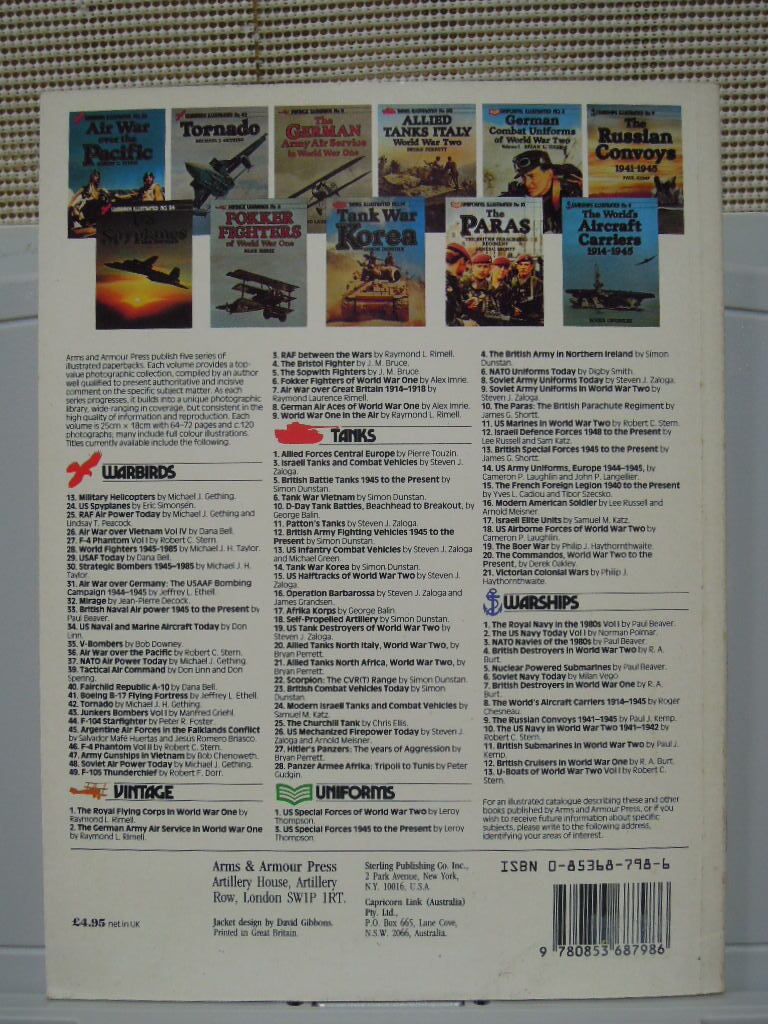 Air War
over the
Pacific
Tornado
The
GERMAN
Army Air Service
in World War One
ALLIED
TANKS ITALY
World War Two
German
Combat Uniforms
of World War Two
The
Russian
Convoys
1941-1945
Spyplanes
FOKKER
FIGHTERS
of World War One
Tank War
Korea
The
PARAS
THE BRITISH PARACHUTE
REGIMENT
The World's
Aircraft
Carriers
1914-1945
ROGER CHESNEAU
Arms and Armour Press publish five series of
illustrated paperbacks. Each volume provides a top-
value photographic collection, compiled by an author
well qualified to present authoritative and incisive
comment on the specific subject matter. As each
series progresses, it builds into a unique photographic
library, wide-ranging in coverage, but consistent in the
high quality of information and reproduction. Each
volume is 25cm × 18cm with 64–72 pages and c.120
photographs; many include full colour illustrations.
Titles currently available include the following.
WARBIRDS
13. Military Helicopters by Michael J. Gething.
24. US Spyplanes by Eric Simonsen.
25. RAF Air Power Today by Michael J. Gething and
Lindsay T. Peacock.
26. Air War over Vietnam Vol IV by Dana Bell.
27. F-4 Phantom Vol I by Robert C. Stern.
28. World Fighters 1945-1985 by Michael J. H. Taylor.
29. USAF Today by Dana Bell.
30. Strategic Bombers 1945-1985 by Michael J. H.
Taylor.
31. Air War over Germany: The USAAF Bombing
Campaign 1944-1945 by Jeffrey L. Ethell.
32. Mirage by Jean-Pierre Decock.
33. British Naval Air power 1945 to the Present by
Paul Beaver.
34. US Naval and Marine Aircraft Today by Don
Linn.
35. V-Bombers by Bob Downey.
36. Air War over the Pacific by Robert C. Stern.
37. NATO Air Power Today by Michael J. Gething.
39. Tactical Air Command by Don Linn and Don
Spering.
40. Fairchild Republic A-10 by Dana Bell.
41. Boeing B-17 Flying Fortress by Jeffrey L. Ethell.
42. Tornado by Michael J. H. Gething.
43. Junkers Bombers Vol I by Manfred Griehl.
44. F-104 Starfighter by Peter R. Foster.
45. Argentine Air Forces in the Falklands Conflict
by Salvador Mafé Huertas and Jesus Romero Briasco.
46. F-4 Phantom Vol II by Robert C. Stern.
47. Army Gunships in Vietnam by Bob Chenoweth.
48. Soviet Air Power Today by Michael J. Gething.
49. F-105 Thunderchief by Robert F. Dorr.
VINTAGE
1. The Royal Flying Corps in World War One by
Raymond L. Rimell.
2. The German Army Air Service in World War One
by Raymond L. Rimell.
3. RAF between the Wars by Raymond L. Rimell.
4. The Bristol Fighter by J. M. Bruce.
5. The Sopwith Fighters by J. M. Bruce.
6. Fokker Fighters of World War One by Alex Imrie.
7. Air War over Great Britain 1914–1918 by
Raymond Laurence Rimell.
8. German Air Aces of World War One by Alex Imrie.
9. World War One in the Air by Raymond L. Rimell.
TANKS
1. Allied Forces Central Europe by Pierre Touzin.
3. Israeli Tanks and Combat Vehicles by Steven J.
Zaloga.
5. British Battle Tanks 1945 to the Present by
Simon Dunstan.
6. Tank War Vietnam by Simon Dunstan.
10. D-Day Tank Battles, Beachhead to Breakout, by
George Balin.
11. Patton's Tanks by Steven J. Zaloga.
12. British Army Fighting Vehicles 1945 to the
Present by Simon Dunstan.
13. US Infantry Combat Vehicles by Steven J. Zaloga
and Michael Green.
14. Tank War Korea by Simon Dunstan.
15. US Halftracks of World War Two by Steven J.
Zaloga.
16. Operation Barbarossa by Steven J. Zaloga and
James Grandsen.
17. Afrika Korps by George Balin.
18. Self-Propelled Artillery by Simon Dunstan.
19. US Tank Destroyers of World War Two by
Steven J. Zaloga.
20. Allied Tanks North Italy, World War Two, by
Bryan Perrett.
21. Allied Tanks North Africa, World War Two, by
Bryan Perrett.
22. Scorpion: The CVR(T) Range by Simon Dunstan.
23. British Combat Vehicles Today by Simon
Dunstan.
24. Modern Israeli Tanks and Combat Vehicles by
Samuel M. Katz.
25. The Churchill Tank by Chris Ellis.
26. US Mechanized Firepower Today by Steven J.
Zaloga and Arnold Meisner.
27. Hitler's Panzers: The years of Aggression by
Bryan Perrett.
28. Panzer Armee Afrika: Tripoli to Tunis by Peter
Gudgin.
UNIFORMS
1. US Special Forces of World War Two by Leroy
Thompson.
3. US Special Forces 1945 to the Present by Leroy
Thompson.
4. The British Army in Northern Ireland by Simon
Dunstan.
6. NATO Uniforms Today by Digby Smith.
8. Soviet Army Uniforms Today by Steven J. Zaloga.
9. Soviet Army Uniforms in World War Two by
Steven J. Zaloga.
10. The Paras: The British Parachute Regiment by
James G. Shortt.
11. US Marines in World War Two by Robert C. Stern.
12. Israeli Defence Forces 1948 to the Present by
Lee Russell and Sam Katz.
13. British Special Forces 1945 to the Present by
James G. Shortt.
14. US Army Uniforms, Europe 1944–1945, by
Cameron P. Laughlin and John P. Langellier.
15. The French Foreign Legion 1940 to the Present by
Yves L. Cadiou and Tibor Szecsko.
16. Modern American Soldier by Lee Russell and
Arnold Meisner.
17. Israeli Elite Units by Samuel M. Katz.
18. US Airborne Forces of World War Two by
Cameron P. Laughlin.
19. The Boer War by Philip J. Haythornthwaite.
20. The Commandos, World War Two to the
Present, by Derek Oakley.
21. Victorian Colonial Wars by Philip J.
Haythornthwaite.
WARSHIPS
1. The Royal Navy in the 1980s Vol I by Paul Beaver.
2. The US Navy Today Vol I by Norman Polmar.
3. NATO Navies of the 1980s by Paul Beaver.
4. British Destroyers in World War Two by R. A.
Burt.
5. Nuclear Powered Submarines by Paul Beaver.
6. Soviet Navy Today by Milan Vego
7. British Destroyers in World War One by R. A.
Burt.
8. The World's Aircraft Carriers 1914-1945 by Roger
Chesneau.
9. The Russian Convoys 1941–1945 by Paul J. Kemp.
10. The US Navy in World War Two 1941–1942 by
Robert C. Stern.
11. British Submarines in World War Two by Paul J.
Kemp.
12. British Cruisers in World War One by R. A. Burt.
13. U-Boats of World War Two Vol I by Robert C.
Stern.
For an illustrated catalogue describing these and other
books published by Arms and Armour Press, or if you
wish to receive future information about specific
subjects, please write to the following address,
identifying your areas of interest.
Arms & Armour Press
Artillery House, Artillery
Row, London SW1P 1RT.
Jacket design by David Gibbons.
Printed in Great Britain.
Sterling Publishing Co. Inc.,
2 Park Avenue, New York,
N.Y. 10016, U.S.A.
Capricorn Link (Australia)
Pty. Ltd.,
P.O. Box 665, Lane Cove,
N.S.W. 2066, Australia.
£4.95 net in UK
ISBN 0-85368-798-6
9 780853 687986